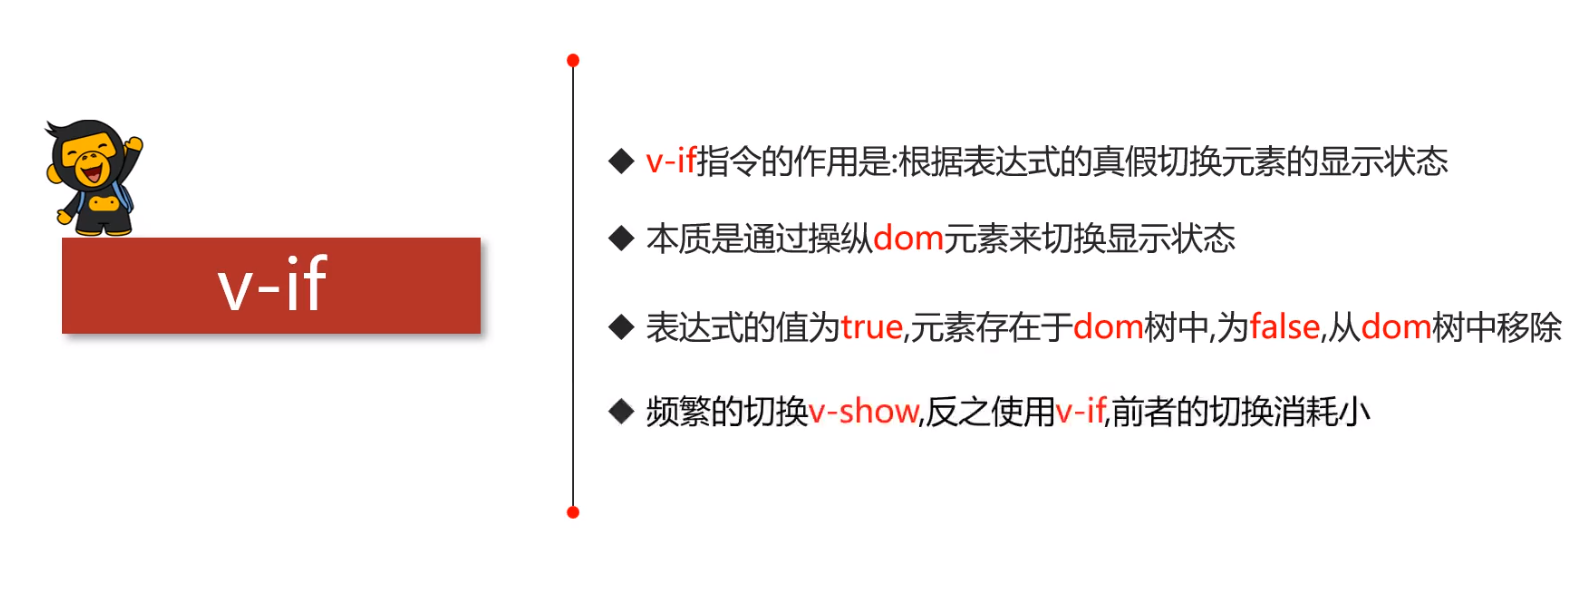 v-if
v-if指令的作用是:根据表达式的真假切换元素的显示状态
本质是通过操纵dom元素来切换显示状态
表达式的值为true,元素存在于dom树中,为false,从dom树中移除
频繁的切换v-show,反之使用v-if,前者的切换消耗小